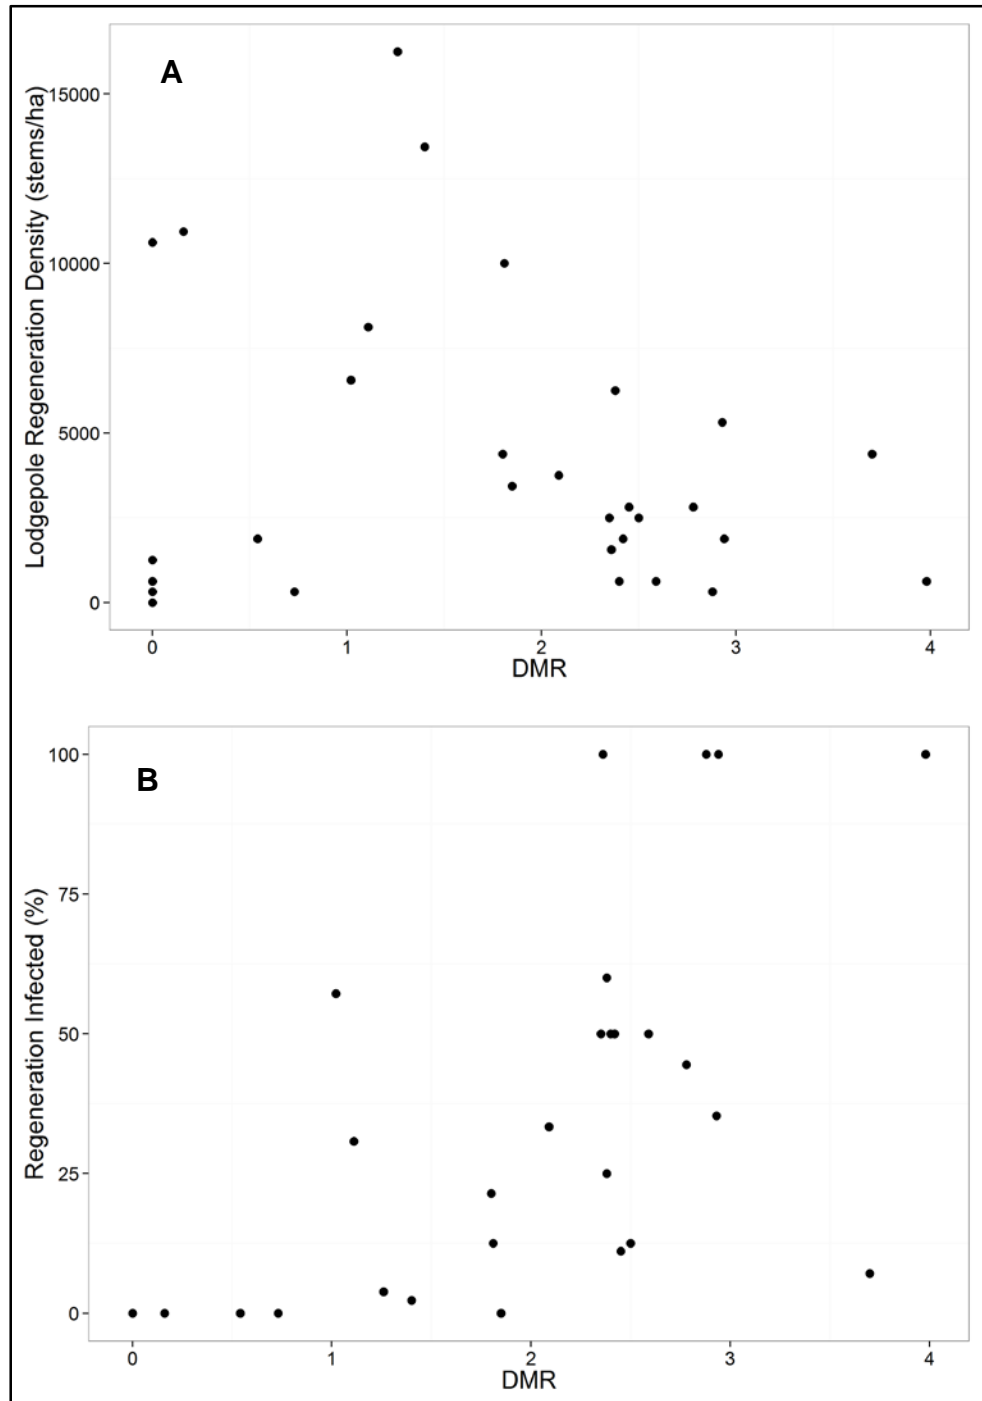 A
Lodgepole Regeneration Density (stems/ha)
15000
10000
5000
0
0 1 2 3 4
DMR
B
Regeneration Infected (%)
100
75
50
25
0
0 1 2 3 4
DMR